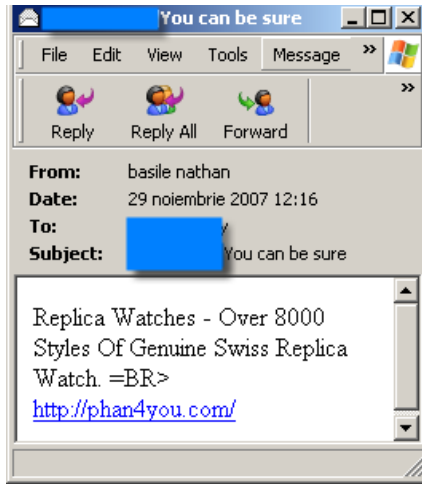 You can be sure
File Edit View Tools Message »
Reply Reply All Forward »
From: basile nathan
Date: 29 noiembrie 2007 12:16
To: y
Subject: You can be sure
Replica Watches - Over 8000
Styles Of Genuine Swiss Replica
Watch. =BR>
http://phan4you.com/